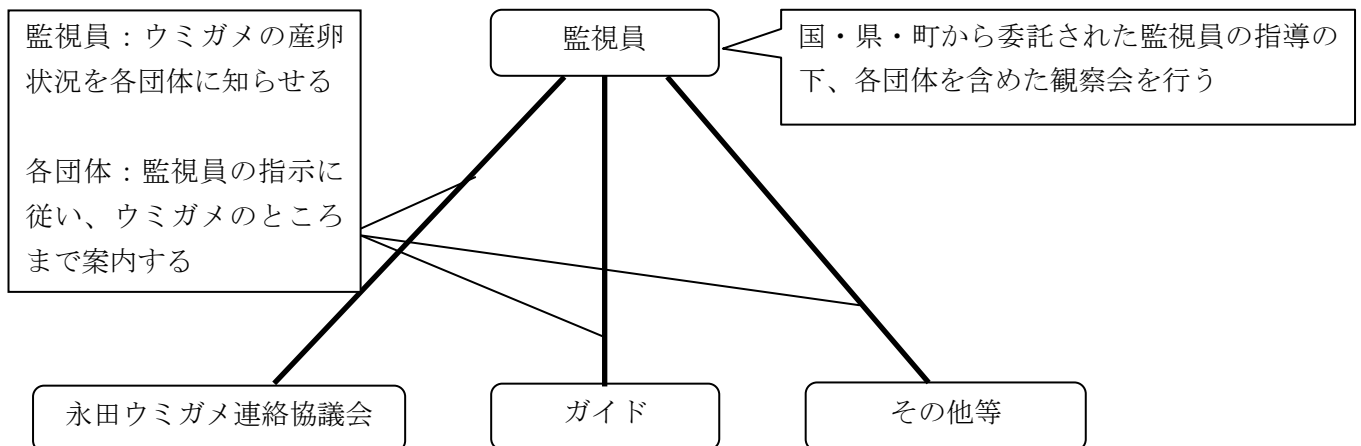 監視員：ウミガメの産卵
状況を各団体に知らせる
各団体：監視員の指示に
従い、ウミガメのところ
まで案内する
監視員
国・県・町から委託された監視員の指導の
下、各団体を含めた観察会を行う
永田ウミガメ連絡協議会
ガイド
その他等